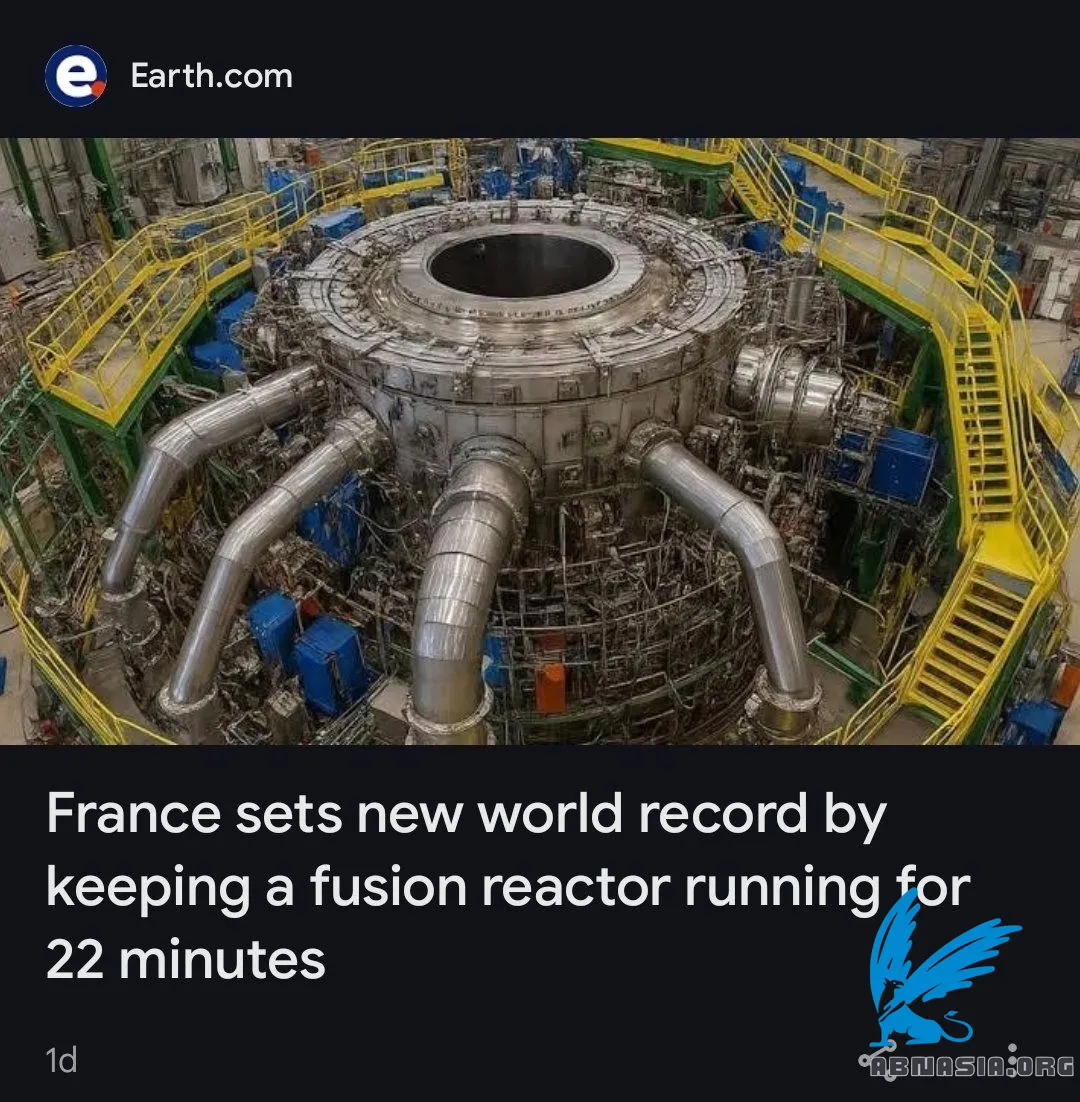 e
Earth.com
France sets new world record by
keeping a fusion reactor running for
22 minutes
1d
ABNASIA.ORG